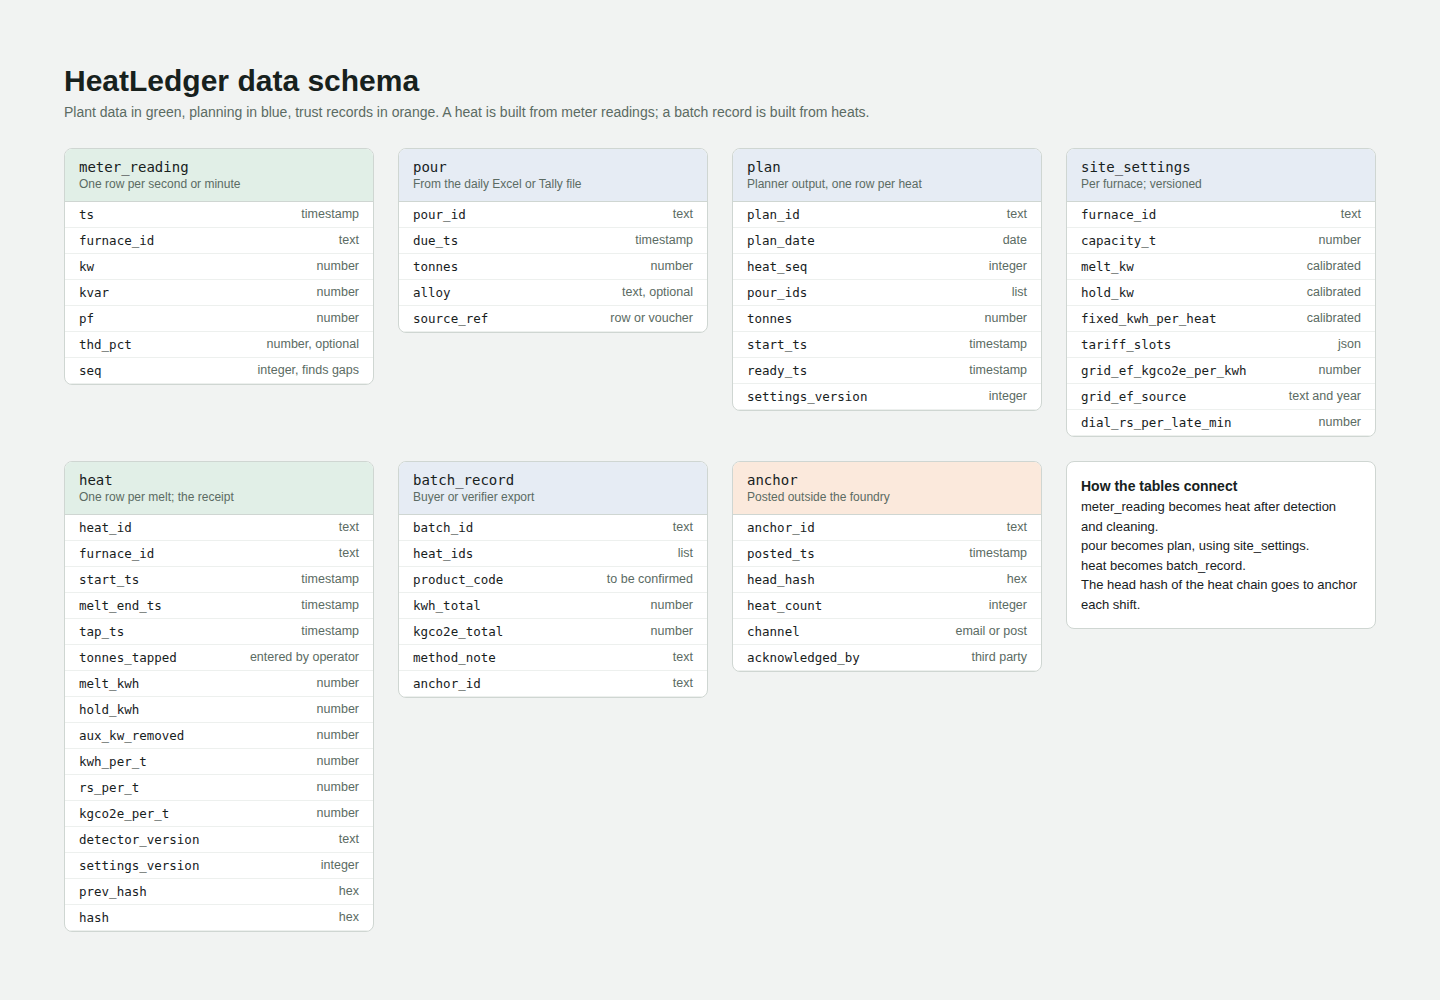 HeatLedger data schema
Plant data in green, planning in blue, trust records in orange. A heat is built from meter readings; a batch record is built from heats.
meter_reading
One row per second or minute
ts timestamp
furnace_id text
kw number
kvar number
pf number
thd_pct number, optional
seq integer, finds gaps
pour
From the daily Excel or Tally file
pour_id text
due_ts timestamp
tonnes number
alloy text, optional
source_ref row or voucher
plan
Planner output, one row per heat
plan_id text
plan_date date
heat_seq integer
pour_ids list
tonnes number
start_ts timestamp
ready_ts timestamp
settings_version integer
site_settings
Per furnace; versioned
furnace_id text
capacity_t number
melt_kw calibrated
hold_kw calibrated
fixed_kwh_per_heat calibrated
tariff_slots json
grid_ef_kgco2e_per_kwh number
grid_ef_source text and year
dial_rs_per_late_min number
heat
One row per melt; the receipt
heat_id text
furnace_id text
start_ts timestamp
melt_end_ts timestamp
tap_ts timestamp
tonnes_tapped entered by operator
melt_kwh number
hold_kwh number
aux_kw_removed number
kwh_per_t number
rs_per_t number
kgco2e_per_t number
detector_version text
settings_version integer
prev_hash hex
hash hex
batch_record
Buyer or verifier export
batch_id text
heat_ids list
product_code to be confirmed
kwh_total number
kgco2e_total number
method_note text
anchor_id text
anchor
Posted outside the foundry
anchor_id text
posted_ts timestamp
head_hash hex
heat_count integer
channel email or post
acknowledged_by third party
How the tables connect
meter_reading becomes heat after detection
and cleaning.
pour becomes plan, using site_settings.
heat becomes batch_record.
The head hash of the heat chain goes to anchor
each shift.